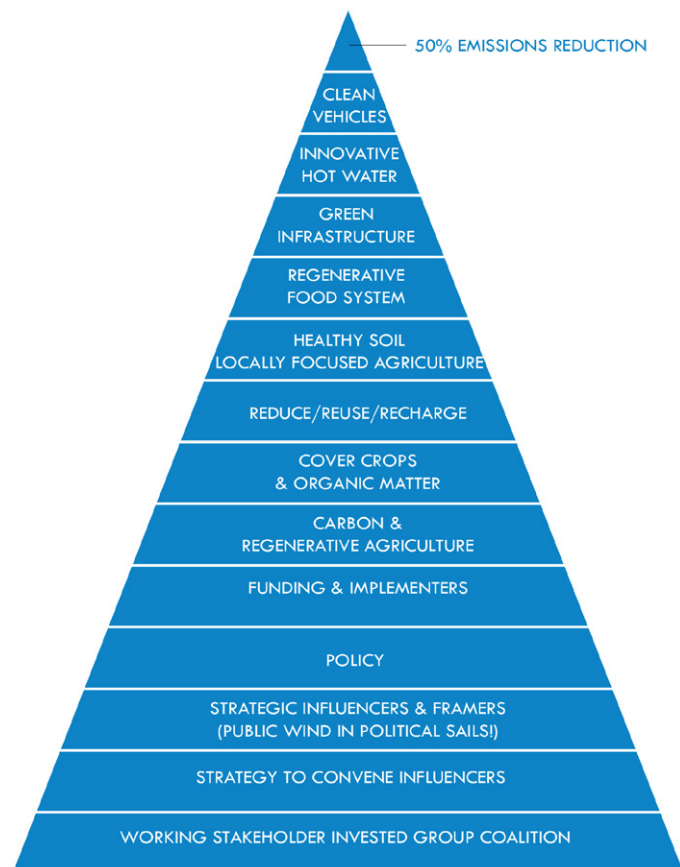 50% EMISSIONS REDUCTION
CLEAN
VEHICLES
INNOVATIVE
HOT WATER
GREEN
INFRASTRUCTURE
REGENERATIVE
FOOD SYSTEM
HEALTHY SOIL
LOCALLY FOCUSED AGRICULTURE
REDUCE/REUSE/RECHARGE
COVER CROPS
& ORGANIC MATTER
CARBON &
REGENERATIVE AGRICULTURE
FUNDING & IMPLEMENTERS
POLICY
STRATEGIC INFLUENCERS & FRAMERS
(PUBLIC WIND IN POLITICAL SAILS!)
STRATEGY TO CONVENE INFLUENCERS
WORKING STAKEHOLDER INVESTED GROUP COALITION